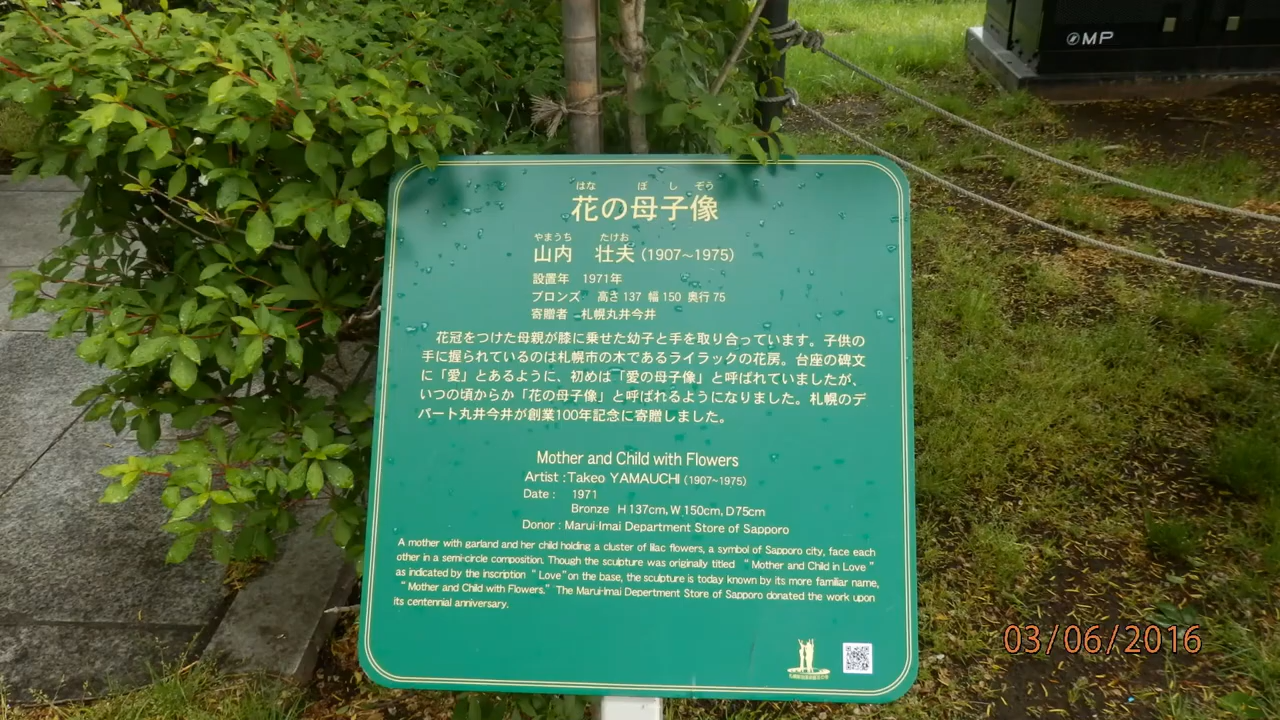 MP
はな ぼ し ぞう
花の母子像
やまうち たけお
山内 壮夫 (1907~1975)
設置年 1971年
ブロンズ 高さ137 幅150 奥行75
寄贈者 札幌丸井今井
花冠をつけた母親が膝に乗せた幼子と手を取り合っています。子供の
手に握られているのは札幌市の木であるライラックの花房。台座の碑文
に「愛」とあるように、初めは「愛の母子像」と呼ばれていましたが、
いつの頃からか「花の母子像」と呼ばれるようになりました。札幌のデ
パート丸井今井が創業100年記念に寄贈しました。
Mother and Child with Flowers
Artist : Takeo YAMAUCHI (1907~1975)
Date : 1971
Bronze H 137cm, W 150cm, D 75cm
Donor : Marui-Imai Department Store of Sapporo
A mother with garland and her child holding a cluster of lilac flowers, a symbol of Sapporo city, face each
other in a semi-circle composition. Though the sculpture was originally titled “Mother and Child in Love”
as indicated by the inscription “Love” on the base, the sculpture is today known by its more familiar name,
“Mother and Child with Flowers.” The Marui-Imai Depertment Store of Sapporo donated the work upon
its centennial anniversary.
03/06/2016